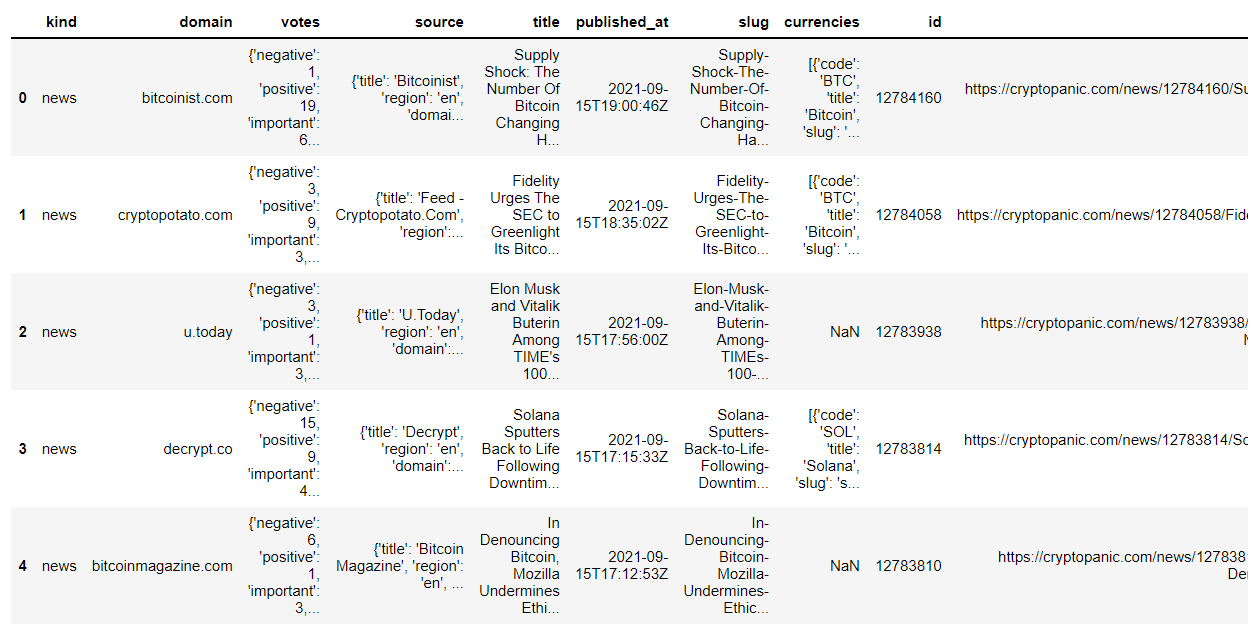 kind domain votes source title published_at slug currencies id
{'negative': Supply Supply-
1, {'title': 'Bitcoinist', Shock: The Shock-The- [{'code':
'positive': 'region': 'en', Number Of 2021-09- Number-Of- 'BTC', https://cryptopanic.com/news/12784160/Su
0 news bitcoinist.com 19, 'domai... Bitcoin 15T19:00:46Z Bitcoin- 'title': 12784160
'important': Changing Changing- 'Bitcoin',
6... H... Ha... 'slug': '...
{'negative': Fidelity Fidelity-
3, {'title': 'Feed - Urges The Urges-The- [{'code':
'positive': Cryptopotato.Com', SEC to 2021-09- SEC-to- 'BTC',
1 news cryptopotato.com 9, 'region':... Greenlight 15T18:35:02Z Greenlight- 'title': 12784058 https://cryptopanic.com/news/12784058/Fide
'important': Its Bitco... Its-Bitco... 'Bitcoin',
3,... 'slug': '...
{'negative': Elon Musk Elon-Musk-
3, {'title': 'U.Today', and Vitalik and-Vitalik-
'positive': 'region': 'en', Buterin 2021-09- Buterin- https://cryptopanic.com/news/12783938/
2 news u.today 1, 'domain':... Among 15T17:56:00Z Among- NaN 12783938
'important': TIME's TIMEs-
3,... 100... 100-...
{'negative': Solana Solana-
15, {'title': 'Decrypt', Sputters Sputters- [{'code':
'positive': 'region': 'en', Back to Life 2021-09- Back-to-Life- 'SOL', https://cryptopanic.com/news/12783814/So
3 news decrypt.co 9, 'domain':... Following 15T17:15:33Z Following- 'title': 12783814
'important': Downtim... Downtim... 'Solana',
4... 'slug': 's...
{'negative': In In-
6, {'title': 'Bitcoin Denouncing Denouncing-
'positive': Magazine', 'region': Bitcoin, 2021-09- Bitcoin- https://cryptopanic.com/news/127838
4 news bitcoinmagazine.com 1, 'en', ... Mozilla 15T17:12:53Z Mozilla- NaN 12783810 De
'important': Undermines Undermines-
3,... Ethi... Ethic...